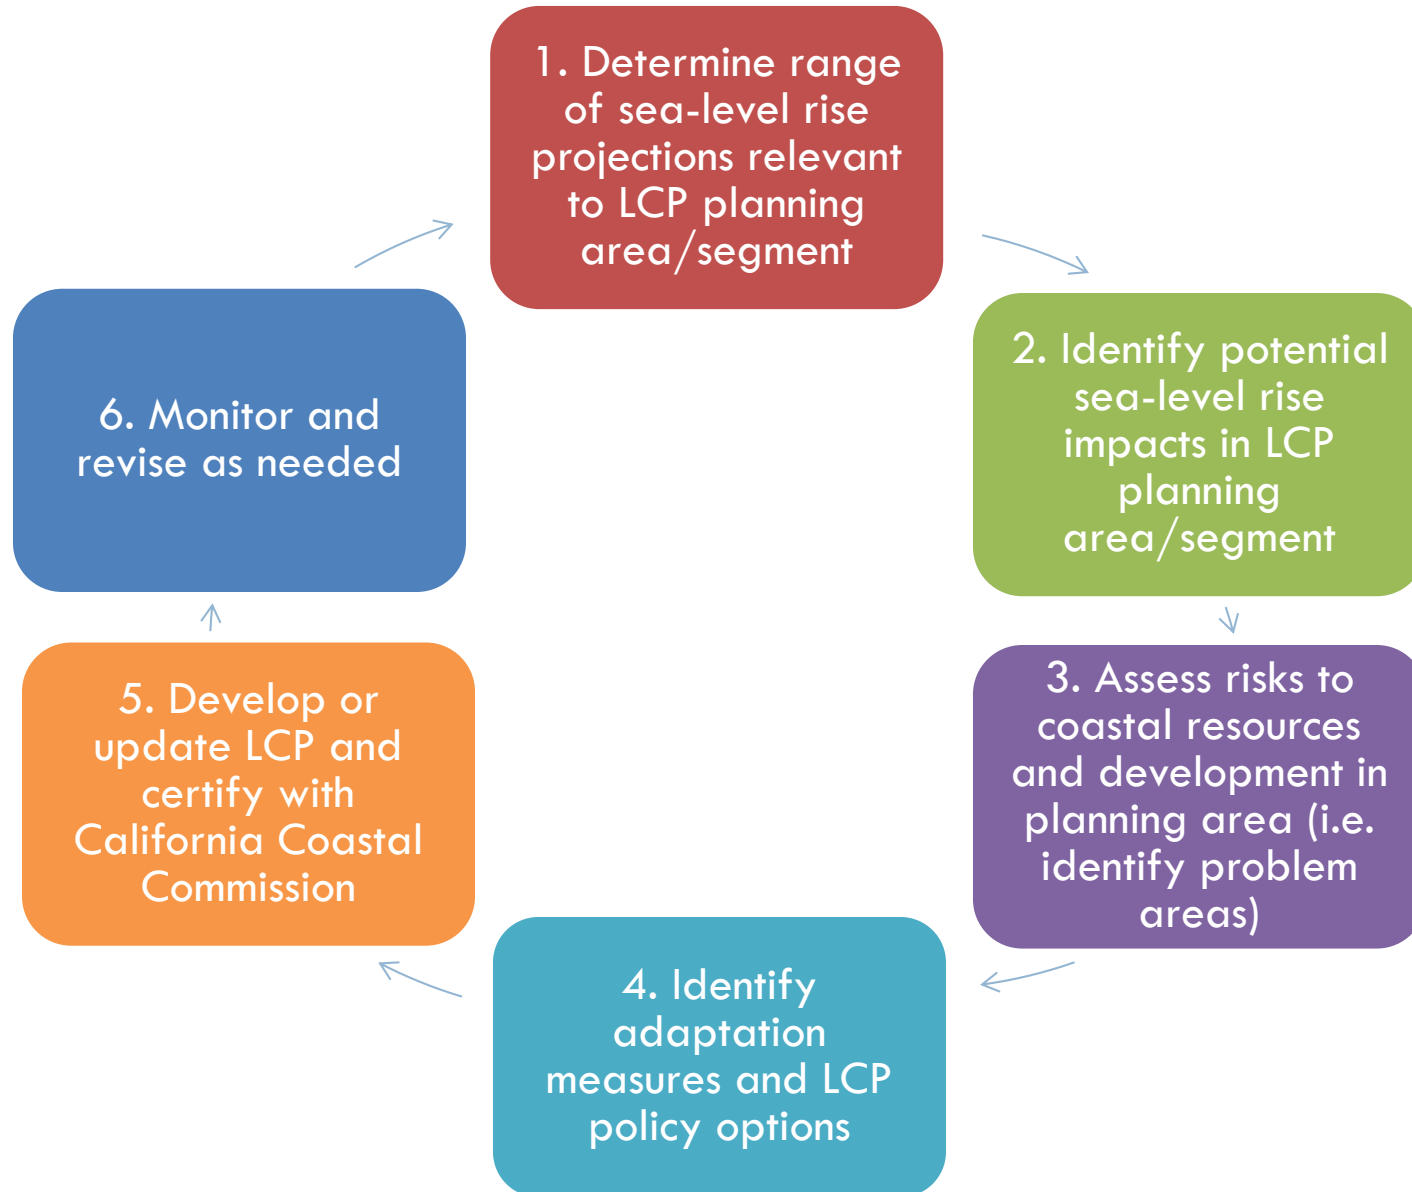 1. Determine range
of sea-level rise
projections relevant
to LCP planning
area/segment
2. Identify potential
sea-level rise
impacts in LCP
planning
area/segment
3. Assess risks to
coastal resources
and development in
planning area (i.e.
identify problem
areas)
4. Identify
adaptation
measures and LCP
policy options
5. Develop or
update LCP and
certify with
California Coastal
Commission
6. Monitor and
revise as needed